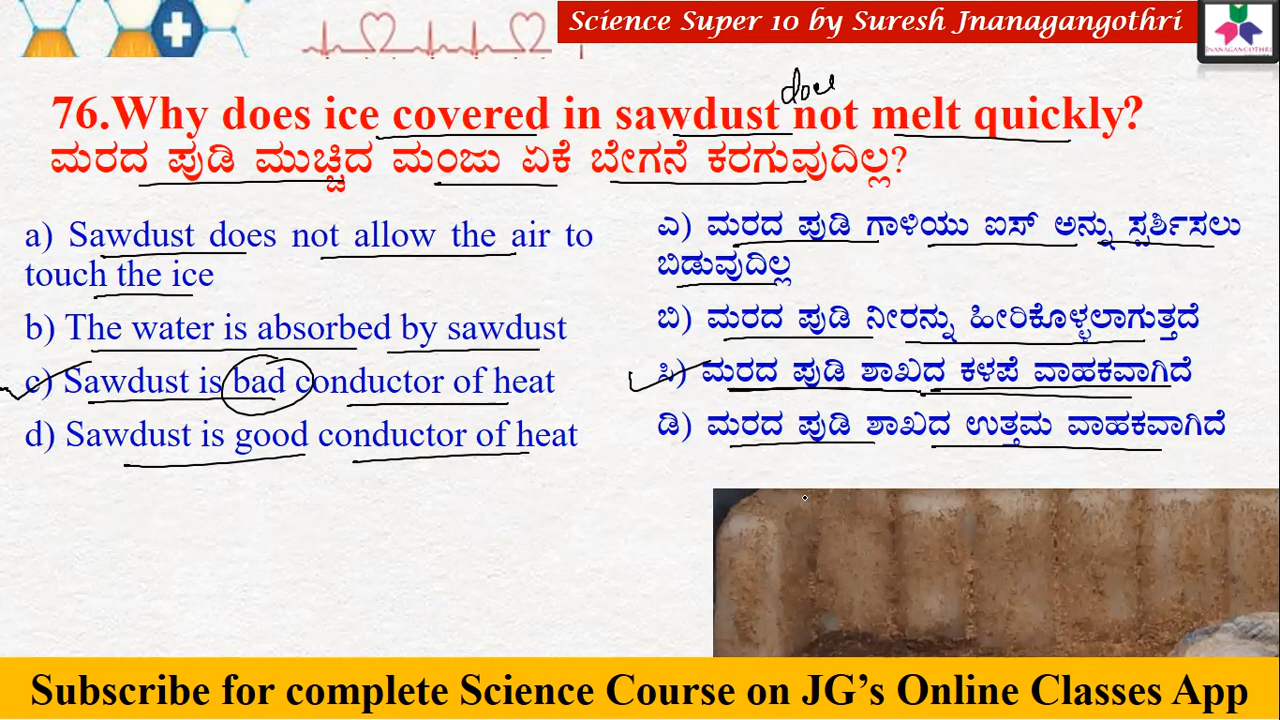 Science Super 10 by Suresh Jnanagangothri
JNANAGANGOTHRI
does
76.Why does ice covered in sawdust not melt quickly?
ಮರದ ಪುಡಿ ಮುಚ್ಚಿದ ಮಂಜು ಏಕೆ ಬೇಗನೆ ಕರಗುವುದಿಲ್ಲ?
a) Sawdust does not allow the air to
touch the ice
b) The water is absorbed by sawdust
c) Sawdust is bad conductor of heat
d) Sawdust is good conductor of heat
ಎ) ಮರದ ಪುಡಿ ಗಾಳಿಯು ಐಸ್ ಅನ್ನು ಸ್ಪರ್ಶಿಸಲು
ಬಿಡುವುದಿಲ್ಲ
ಬಿ) ಮರದ ಪುಡಿ ನೀರನ್ನು ಹೀರಿಕೊಳ್ಳಲಾಗುತ್ತದೆ
ಸಿ) ಮರದ ಪುಡಿ ಶಾಖದ ಕಳಪೆ ವಾಹಕವಾಗಿದೆ
ಡಿ) ಮರದ ಪುಡಿ ಶಾಖದ ಉತ್ತಮ ವಾಹಕವಾಗಿದೆ
Subscribe for complete Science Course on JG’s Online Classes App